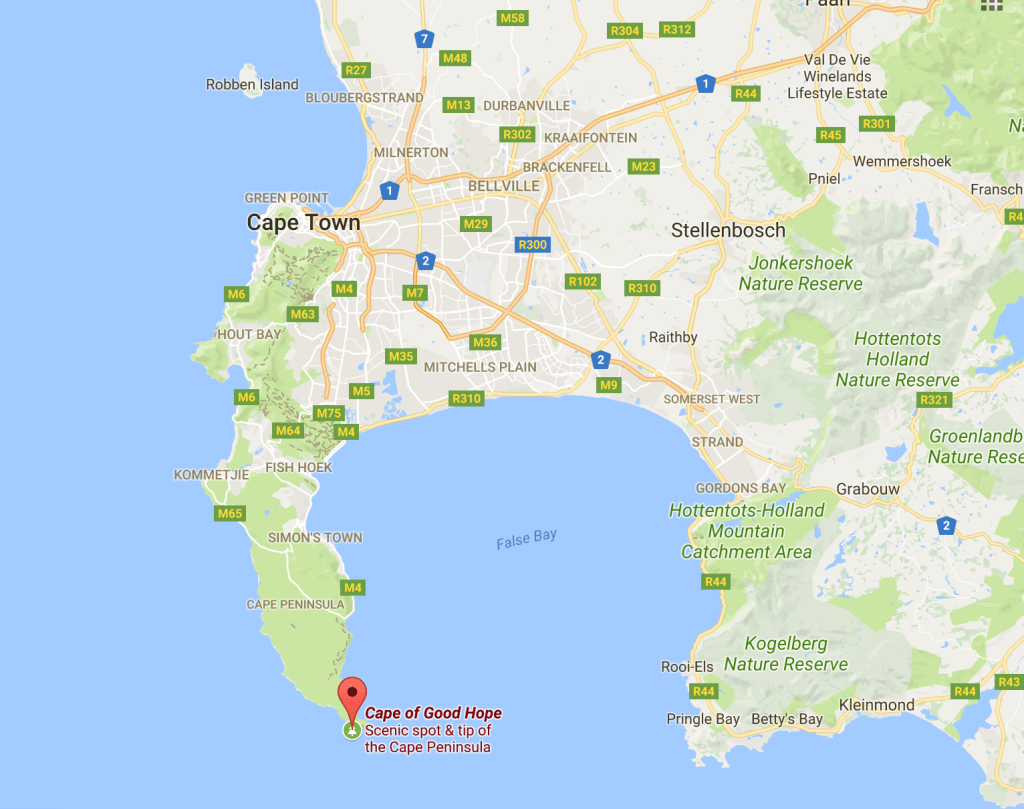 Paarl
M58
R304
R312
7
M48
R27
Robben Island
BLOUBERGSTRAND
1
R44
Val De Vie
Winelands
Lifestyle Estate
M13
DURBANVILLE
R302
KRAAIFONTEIN
R45
R301
MILNERTON
BRACKENFELL
M23
Wemmershoek
Pniel
BELLVILLE
1
Fransch
GREEN POINT
Cape Town
M29
R300
Stellenbosch
R4
2
Jonkershoek
Nature Reserve
M6
M4
M7
R102
R310
M63
HOUT BAY
M36
Raithby
Hottentots
Holland
Nature Reserve
M35
MITCHELLS PLAIN
2
M9
M5
M6
R310
SOMERSET WEST
R321
M75
M64
M4
STRAND
Groenlandb
Nature Rese
KOMMETJIE
FISH HOEK
GORDONS BAY
Grabouw
M65
Hottentots-Holland
Mountain
Catchment Area
2
SIMON'S TOWN
False Bay
M4
R44
CAPE PENINSULA
Kogelberg
Nature Reserve
Rooi-Els
R44
R44
R43
Kleinmond
Pringle Bay
Betty's Bay
Cape of Good Hope
Scenic spot & tip of
the Cape Peninsula